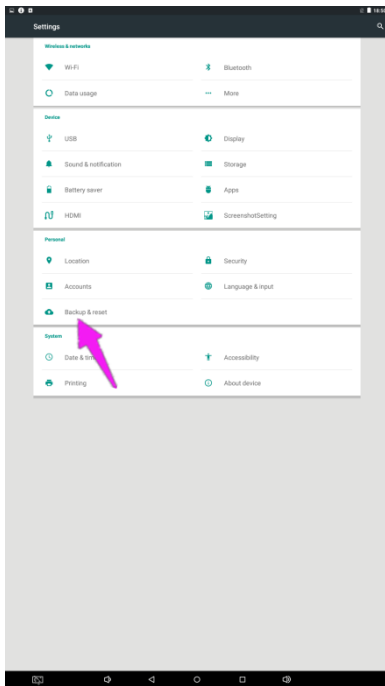 Settings
Wireless & networks
Wi-Fi
Bluetooth
Data usage
More
Device
USB
Display
Sound & notification
Storage
Battery saver
Apps
HDMI
ScreenshotSetting
Personal
Location
Security
Accounts
Language & input
Backup & reset
System
Date &
Accessibility
Printing
About device